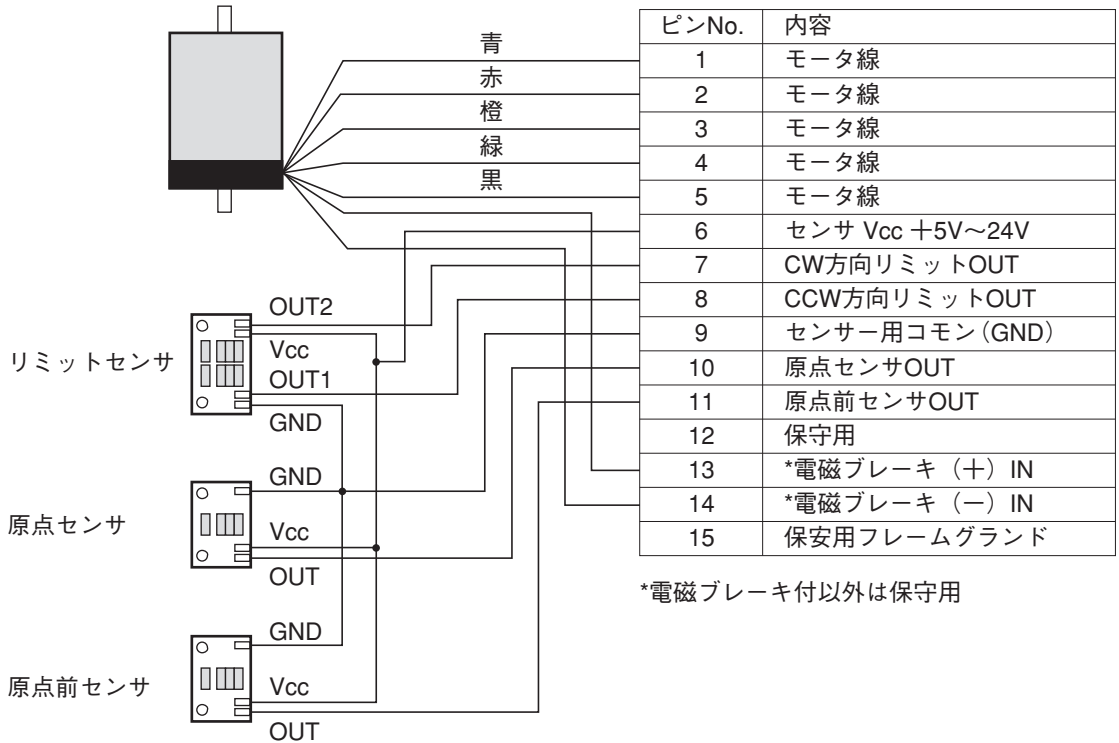 青
赤
橙
緑
黒
ピンNo. 内容
1 モータ線
2 モータ線
3 モータ線
4 モータ線
5 モータ線
6 センサ Vcc +5V〜24V
7 CW方向リミットOUT
8 CCW方向リミットOUT
9 センサー用コモン(GND)
10 原点センサOUT
11 原点前センサOUT
12 保守用
13 *電磁ブレーキ(+)IN
14 *電磁ブレーキ(−)IN
15 保安用フレームグランド
*電磁ブレーキ付以外は保守用
リミットセンサ
OUT2
Vcc
OUT1
GND
原点センサ
GND
Vcc
OUT
原点前センサ
GND
Vcc
OUT